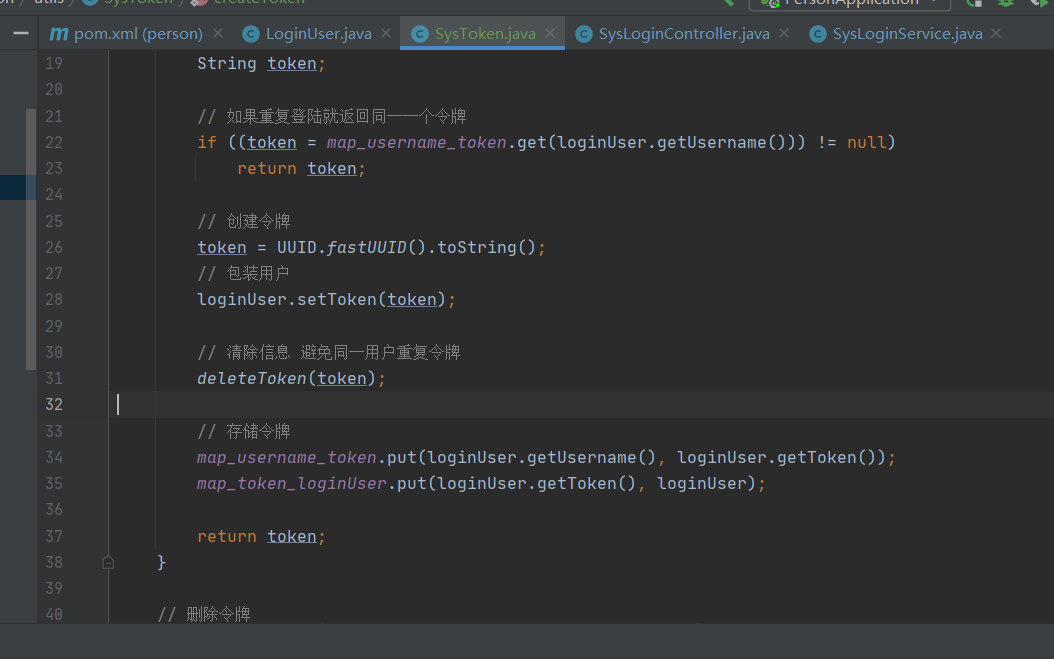 utils / SysToken / createToken PersonApplication
pom.xml (person) LoginUser.java SysToken.java SysLoginController.java SysLoginService.java
19 String token;
20
21 // 如果重复登陆就返回同一一个令牌
22 if ((token = map_username_token.get(loginUser.getUsername())) != null)
23 return token;
24
25 // 创建令牌
26 token = UUID.fastUUID().toString();
27 // 包装用户
28 loginUser.setToken(token);
29
30 // 清除信息 避免同一用户重复令牌
31 deleteToken(token);
32
33 // 存储令牌
34 map_username_token.put(loginUser.getUsername(), loginUser.getToken());
35 map_token_loginUser.put(loginUser.getToken(), loginUser);
36
37 return token;
38 }
39
40 // 删除令牌